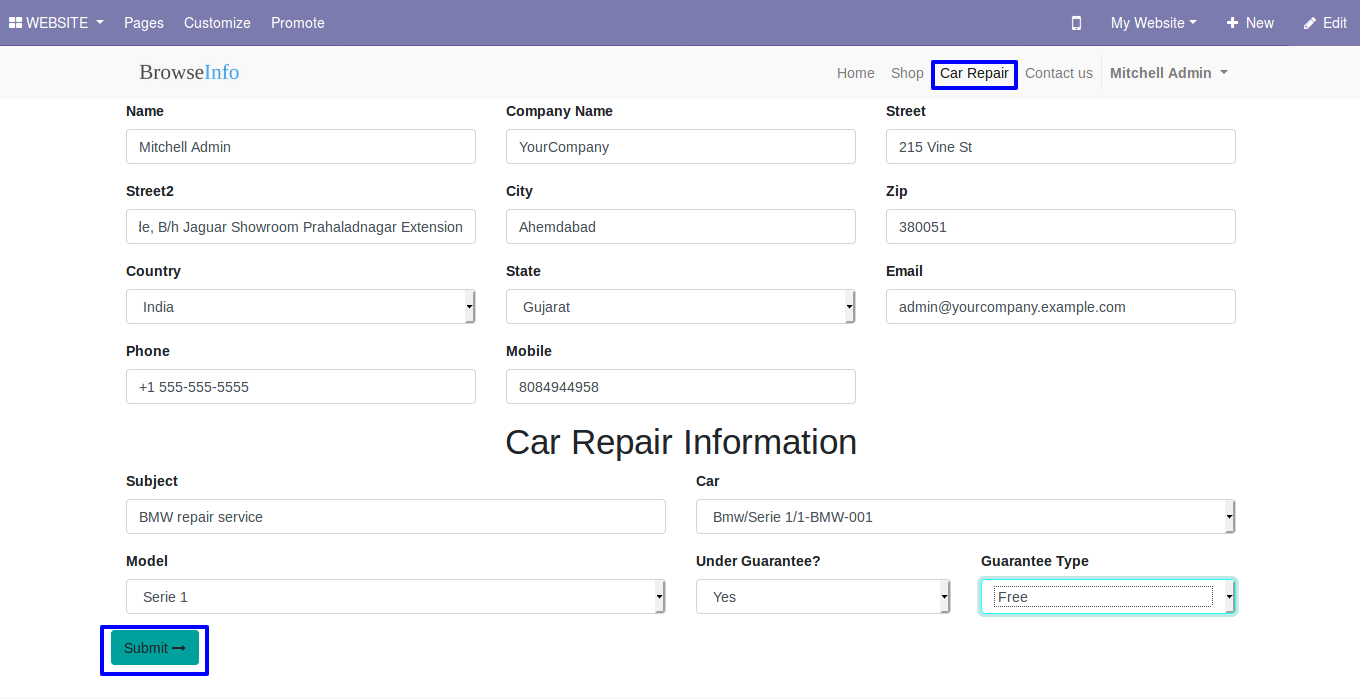 WEBSITE Pages Customize Promote My Website New Edit
BrowseInfo Home Shop Car Repair Contact us Mitchell Admin
Name Company Name Street
Mitchell Admin YourCompany 215 Vine St
Street2 City Zip
le, B/h Jaguar Showroom Prahaladnagar Extension Ahemdabad 380051
Country State Email
India Gujarat admin@yourcompany.example.com
Phone Mobile
+1 555-555-5555 8084944958
Car Repair Information
Subject Car
BMW repair service Bmw/Serie 1/1-BMW-001
Model Under Guarantee? Guarantee Type
Serie 1 Yes Free
Submit